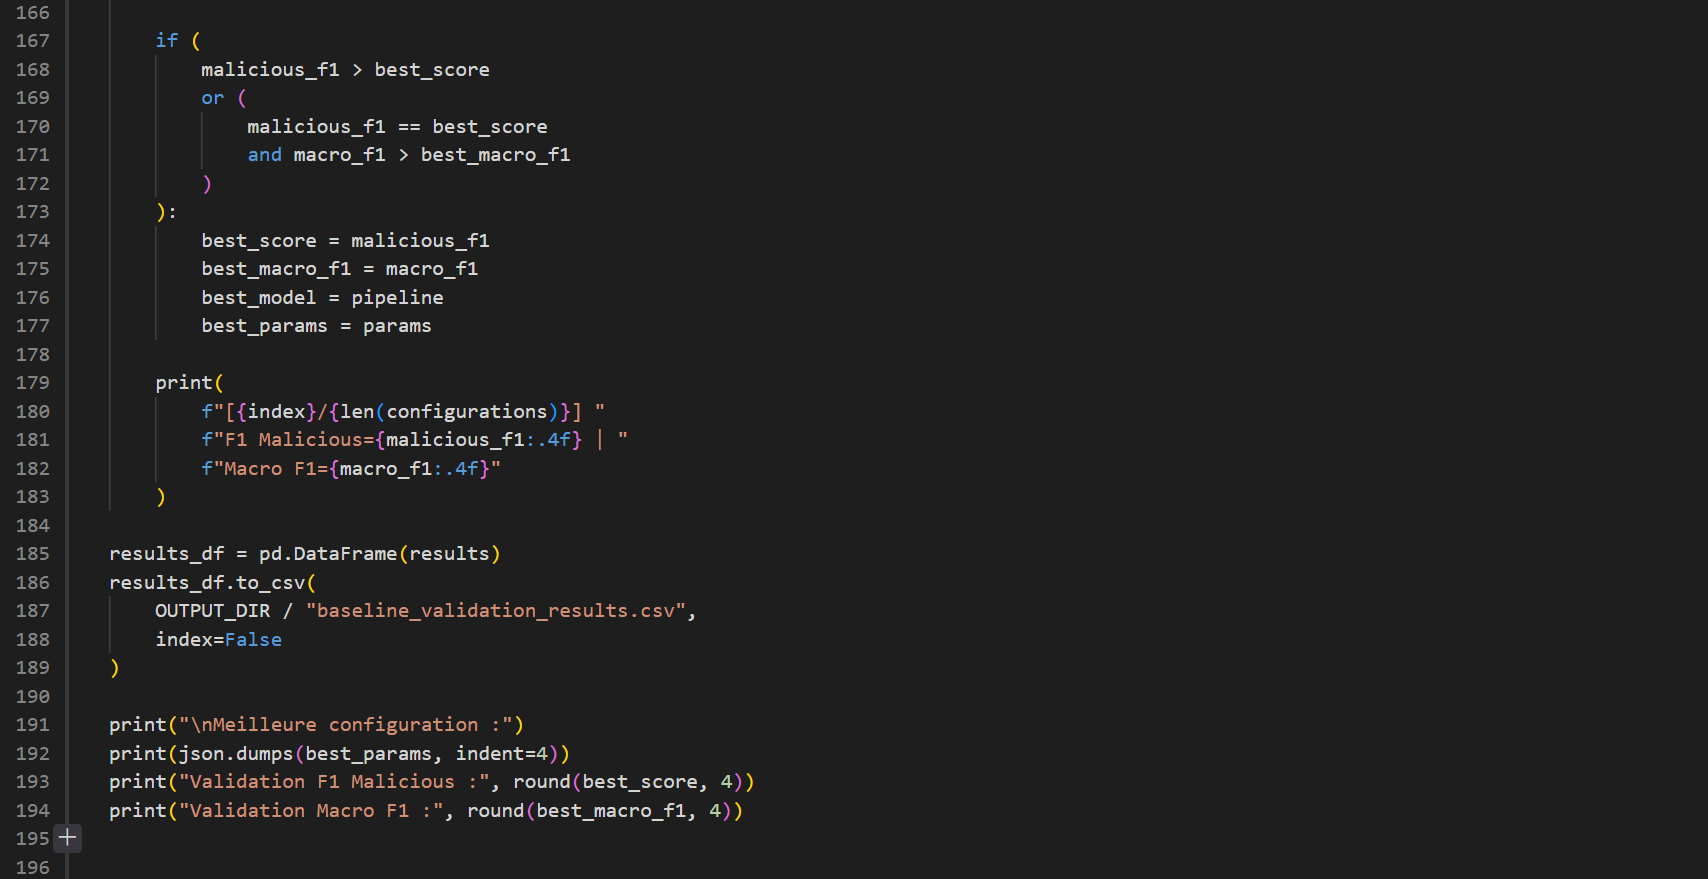 166
167 if (
168 malicious_f1 > best_score
169 or (
170 malicious_f1 == best_score
171 and macro_f1 > best_macro_f1
172 )
173 ):
174 best_score = malicious_f1
175 best_macro_f1 = macro_f1
176 best_model = pipeline
177 best_params = params
178
179 print(
180 f"[{index}/{len(configurations)}] "
181 f"F1 Malicious={malicious_f1:.4f} | "
182 f"Macro F1={macro_f1:.4f}"
183 )
184
185 results_df = pd.DataFrame(results)
186 results_df.to_csv(
187 OUTPUT_DIR / "baseline_validation_results.csv",
188 index=False
189 )
190
191 print("\nMeilleure configuration :")
192 print(json.dumps(best_params, indent=4))
193 print("Validation F1 Malicious :", round(best_score, 4))
194 print("Validation Macro F1 :", round(best_macro_f1, 4))
195
196